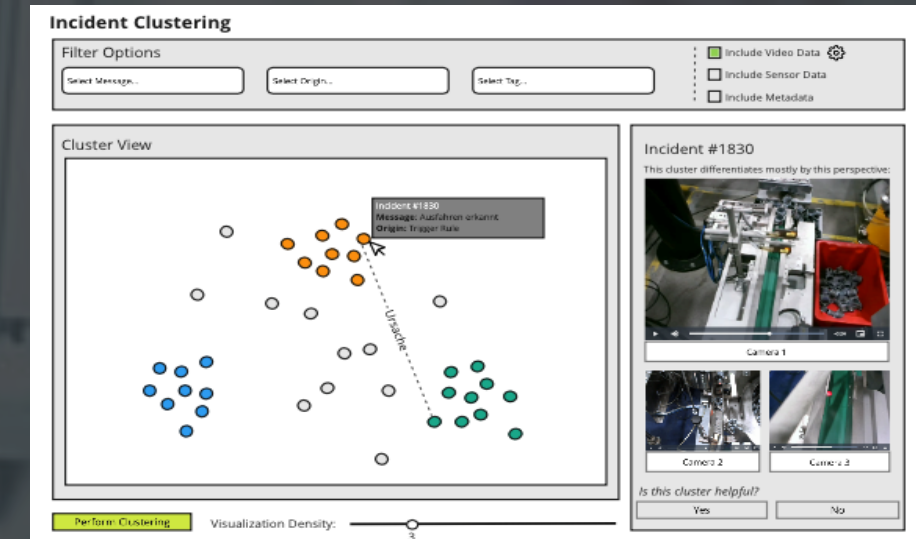 Incident Clustering
Filter Options
Select Message...
Select Origin...
Select Tag...
Include Video Data
Include Sensor Data
Include Metadata
Cluster View
Incident #1830
Message: Ausfahren erkannt
Origin: Trigger Rule
Ursache
Incident #1830
This cluster differentiates mostly by this perspective:
Camera 1
Camera 2
Camera 3
Is this cluster helpful?
Yes
No
Perform Clustering
Visualization Density:
3